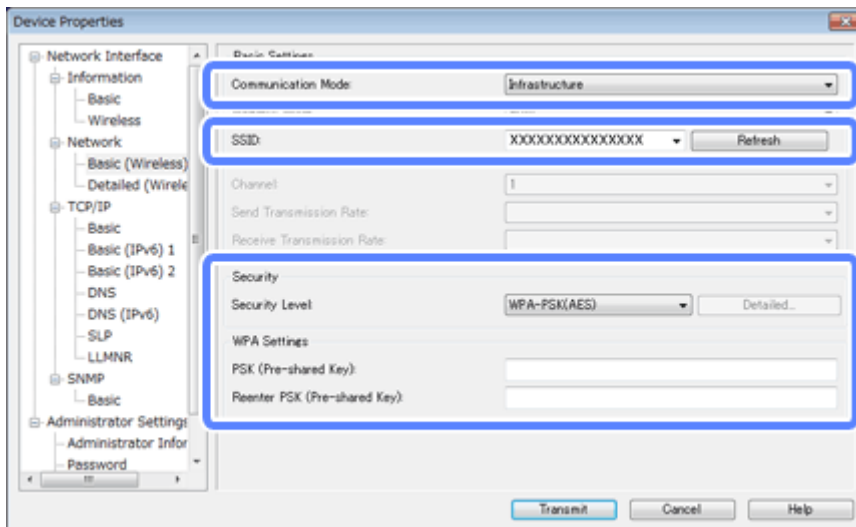 Device Properties
Network Interface
Information
Basic
Wireless
Network
Basic (Wireless)
Detailed (Wirele
TCP/IP
Basic
Basic (IPv6) 1
Basic (IPv6) 2
DNS
DNS (IPv6)
SLP
LLMNR
SNMP
Basic
Administrator Settings
Administrator Infor
Password
Basic Settings
Communication Mode: Infrastructure
SSID: XXXXXXXXXXXXXXX Refresh
Channel: 1
Send Transmission Rate:
Receive Transmission Rate:
Security
Security Level: WPA-PSK(AES) Detailed...
WPA Settings
PSK (Pre-shared Key):
Reenter PSK (Pre-shared Key):
Transmit Cancel Help